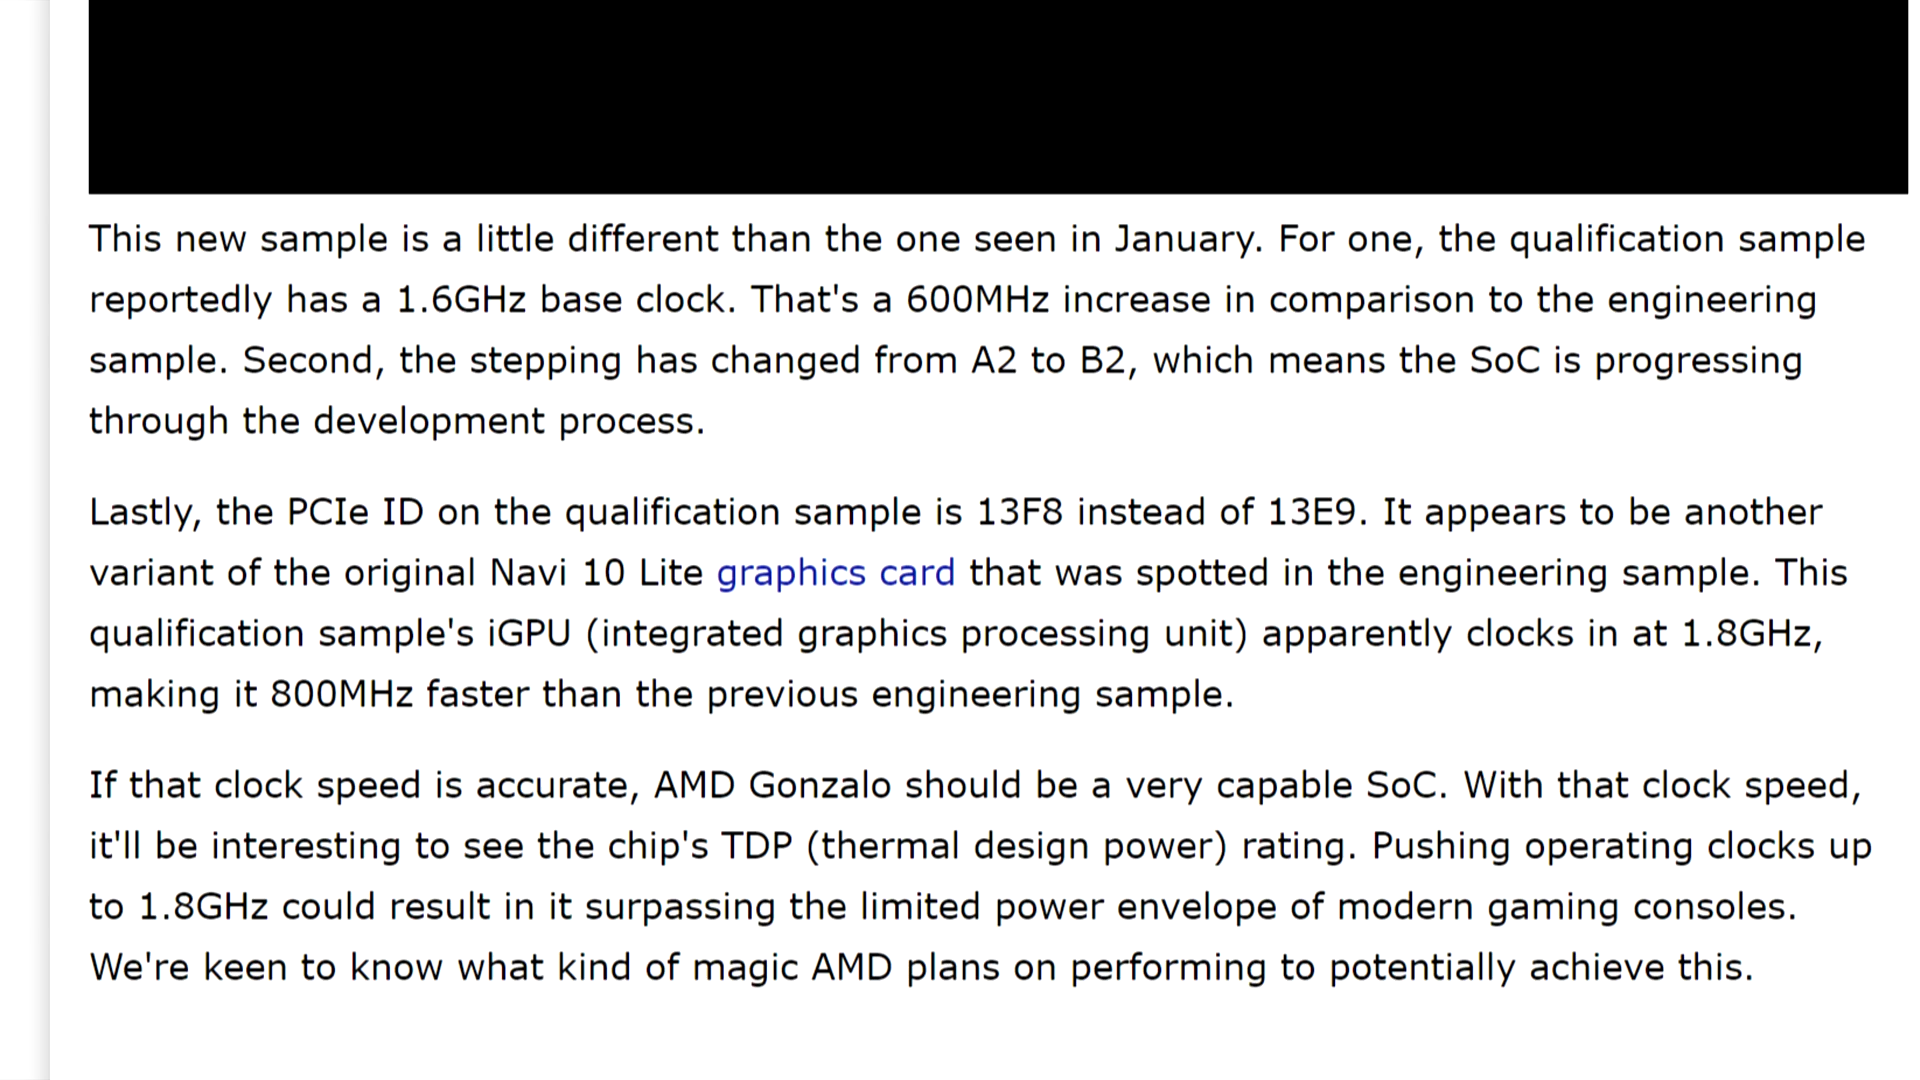 This new sample is a little different than the one seen in January. For one, the qualification sample
reportedly has a 1.6GHz base clock. That's a 600MHz increase in comparison to the engineering
sample. Second, the stepping has changed from A2 to B2, which means the SoC is progressing
through the development process.
Lastly, the PCIe ID on the qualification sample is 13F8 instead of 13E9. It appears to be another
variant of the original Navi 10 Lite graphics card that was spotted in the engineering sample. This
qualification sample's iGPU (integrated graphics processing unit) apparently clocks in at 1.8GHz,
making it 800MHz faster than the previous engineering sample.
If that clock speed is accurate, AMD Gonzalo should be a very capable SoC. With that clock speed,
it'll be interesting to see the chip's TDP (thermal design power) rating. Pushing operating clocks up
to 1.8GHz could result in it surpassing the limited power envelope of modern gaming consoles.
We're keen to know what kind of magic AMD plans on performing to potentially achieve this.